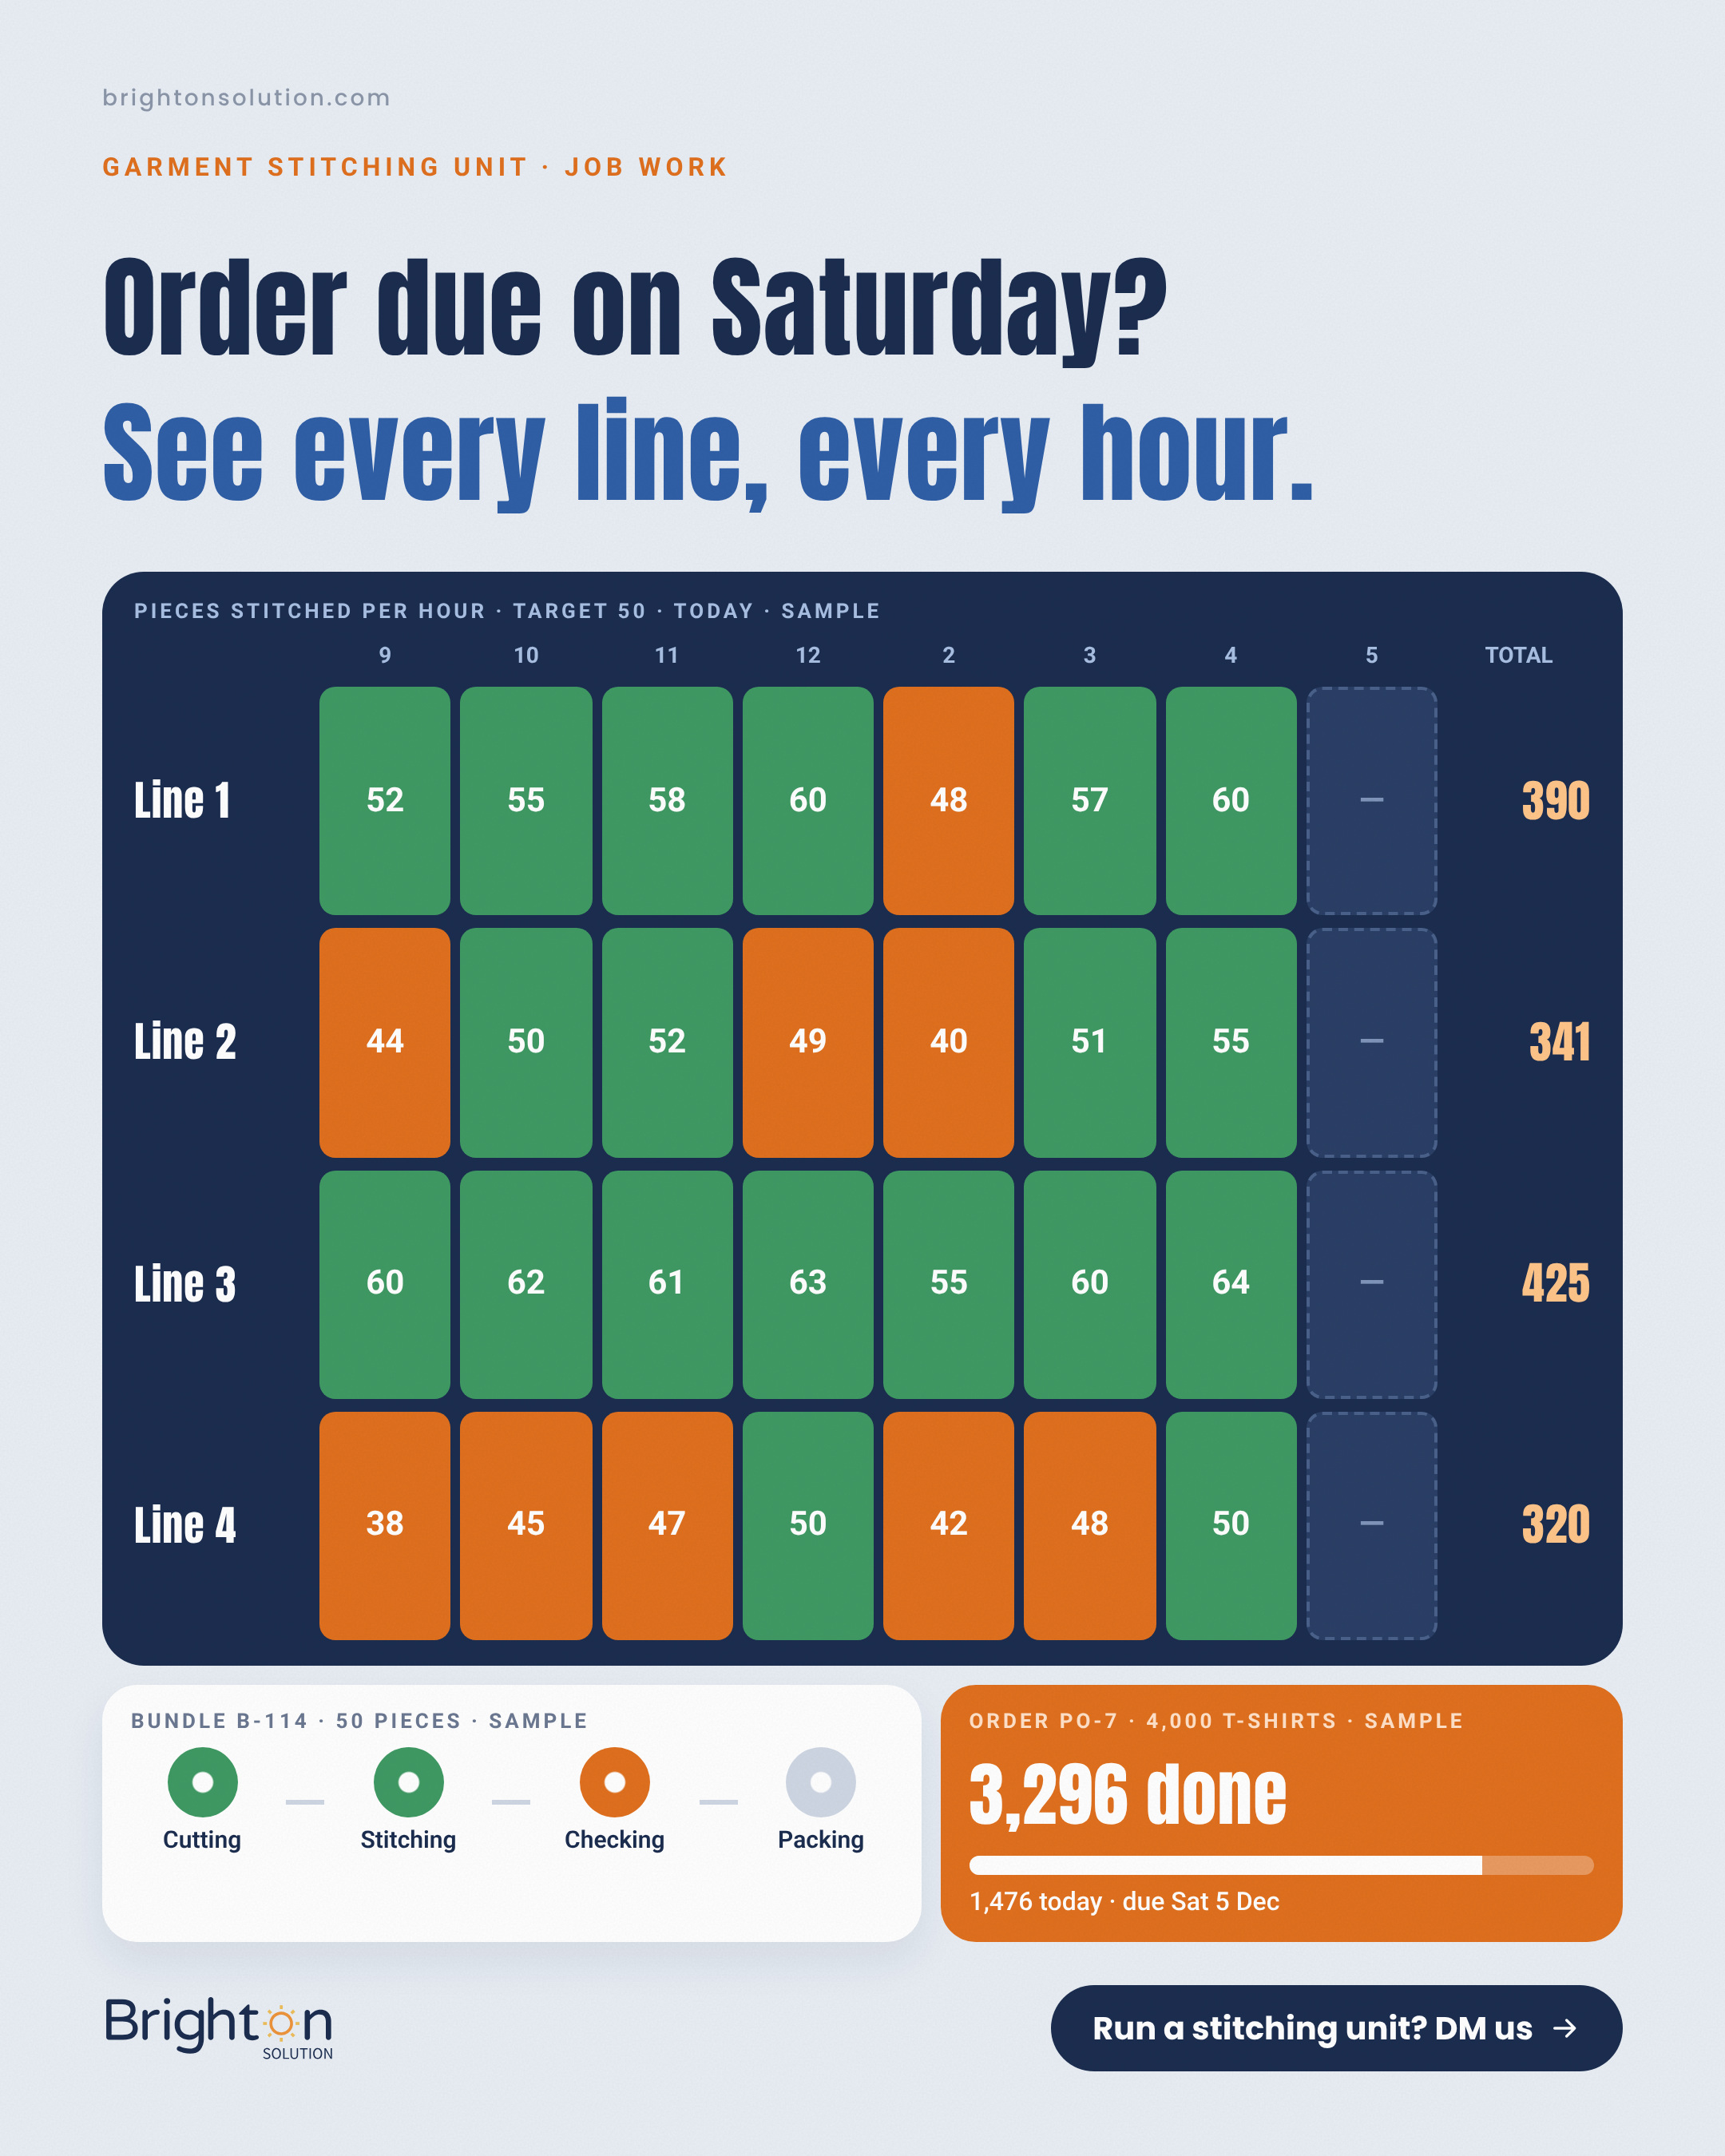 brightonsolution.com
GARMENT STITCHING UNIT · JOB WORK
Order due on Saturday?
See every line, every hour.
PIECES STITCHED PER HOUR · TARGET 50 · TODAY · SAMPLE
9 10 11 12 2 3 4 5 TOTAL
Line 1 52 55 58 60 48 57 60 – 390
Line 2 44 50 52 49 40 51 55 – 341
Line 3 60 62 61 63 55 60 64 – 425
Line 4 38 45 47 50 42 48 50 – 320
BUNDLE B-114 · 50 PIECES · SAMPLE
Cutting — Stitching — Checking — Packing
ORDER PO-7 · 4,000 T-SHIRTS · SAMPLE
3,296 done
1,476 today · due Sat 5 Dec
Brighton
SOLUTION
Run a stitching unit? DM us →